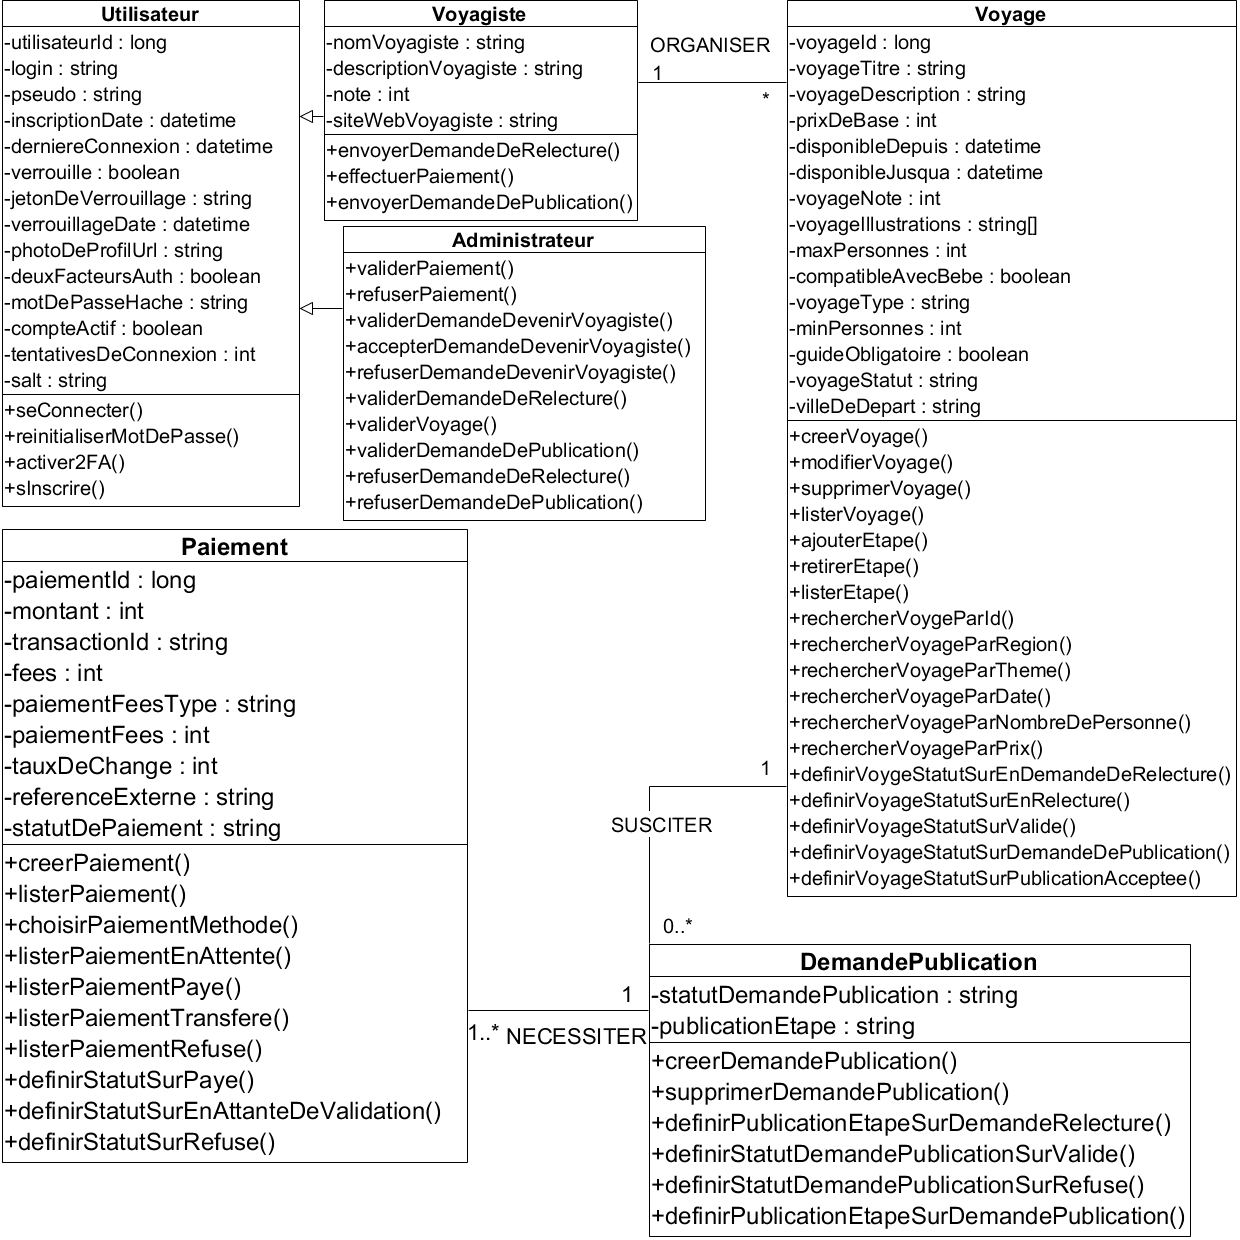 Utilisateur
-utilisateurId : long
-login : string
-pseudo : string
-inscriptionDate : datetime
-derniereConnexion : datetime
-verrouille : boolean
-jetonDeVerrouillage : string
-verrouillageDate : datetime
-photoDeProfilUrl : string
-deuxFacteursAuth : boolean
-motDePasseHache : string
-compteActif : boolean
-tentativesDeConnexion : int
-salt : string
+seConnecter()
+reinitialiserMotDePasse()
+activer2FA()
+sInscrire()
Voyagiste
-nomVoyagiste : string
-descriptionVoyagiste : string
-note : int
-siteWebVoyagiste : string
+envoyerDemandeDeRelecture()
+effectuerPaiement()
+envoyerDemandeDePublication()
ORGANISER
1
*
Administrateur
+validerPaiement()
+refuserPaiement()
+validerDemandeDevenirVoyagiste()
+accepterDemandeDevenirVoyagiste()
+refuserDemandeDevenirVoyagiste()
+validerDemandeDeRelecture()
+validerVoyage()
+validerDemandeDePublication()
+refuserDemandeDeRelecture()
+refuserDemandeDePublication()
Voyage
-voyageId : long
-voyageTitre : string
-voyageDescription : string
-prixDeBase : int
-disponibleDepuis : datetime
-disponibleJusqua : datetime
-voyageNote : int
-voyageIllustrations : string[]
-maxPersonnes : int
-compatibleAvecBebe : boolean
-voyageType : string
-minPersonnes : int
-guideObligatoire : boolean
-voyageStatut : string
-villeDeDepart : string
+creerVoyage()
+modifierVoyage()
+supprimerVoyage()
+listerVoyage()
+ajouterEtape()
+retirerEtape()
+listerEtape()
+rechercherVoygeParId()
+rechercherVoyageParRegion()
+rechercherVoyageParTheme()
+rechercherVoyageParDate()
+rechercherVoyageParNombreDePersonne()
+rechercherVoyageParPrix()
+definirVoygeStatutSurEnDemandeDeRelecture()
+definirVoyageStatutSurEnRelecture()
+definirVoyageStatutSurValide()
+definirVoyageStatutSurDemandeDePublication()
+definirVoyageStatutSurPublicationAcceptee()
Paiement
-paiementId : long
-montant : int
-transactionId : string
-fees : int
-paiementFeesType : string
-paiementFees : int
-tauxDeChange : int
-referenceExterne : string
-statutDePaiement : string
+creerPaiement()
+listerPaiement()
+choisirPaiementMethode()
+listerPaiementEnAttente()
+listerPaiementPaye()
+listerPaiementTransfere()
+listerPaiementRefuse()
+definirStatutSurPaye()
+definirStatutSurEnAttanteDeValidation()
+definirStatutSurRefuse()
1
SUSCITER
0..*
1
1..* NECESSITER
DemandePublication
-statutDemandePublication : string
-publicationEtape : string
+creerDemandePublication()
+supprimerDemandePublication()
+definirPublicationEtapeSurDemandeRelecture()
+definirStatutDemandePublicationSurValide()
+definirStatutDemandePublicationSurRefuse()
+definirPublicationEtapeSurDemandePublication()